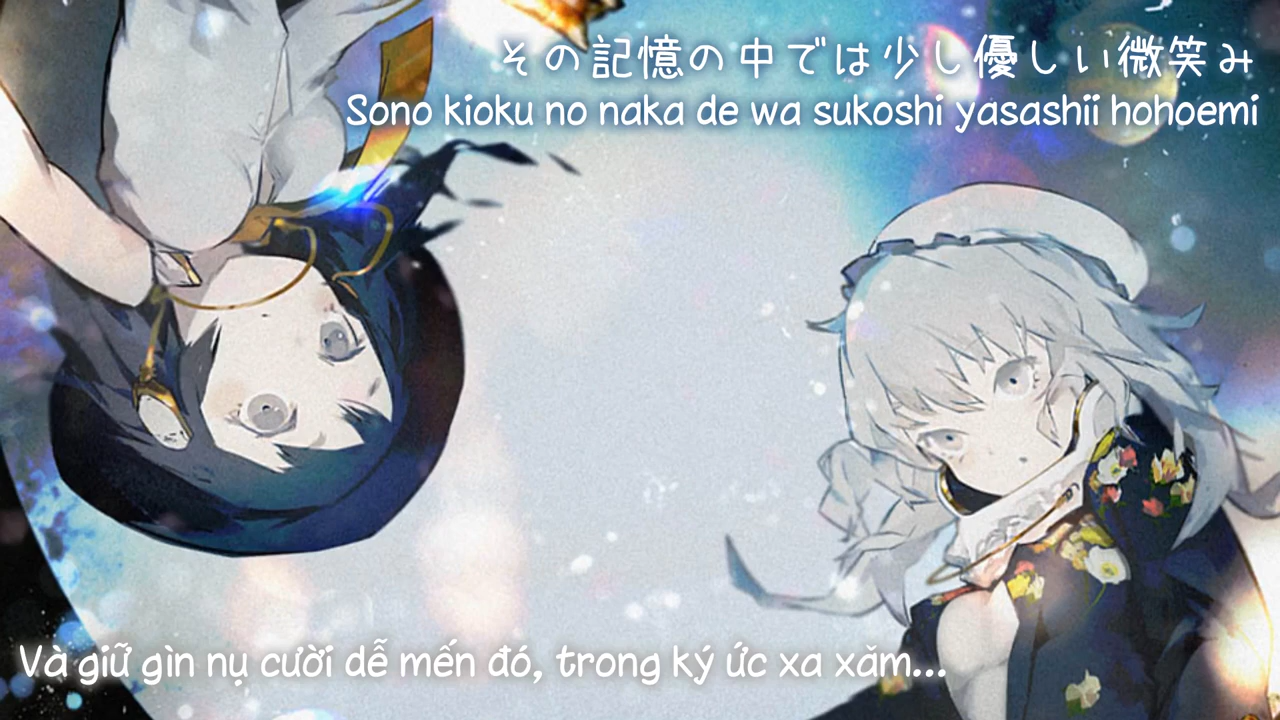 その記憶の中では少し優しい微笑み
Sono kioku no naka de wa sukoshi yasashii hohoemi
Và giữ gìn nụ cười dễ mến đó, trong ký ức xa xăm...